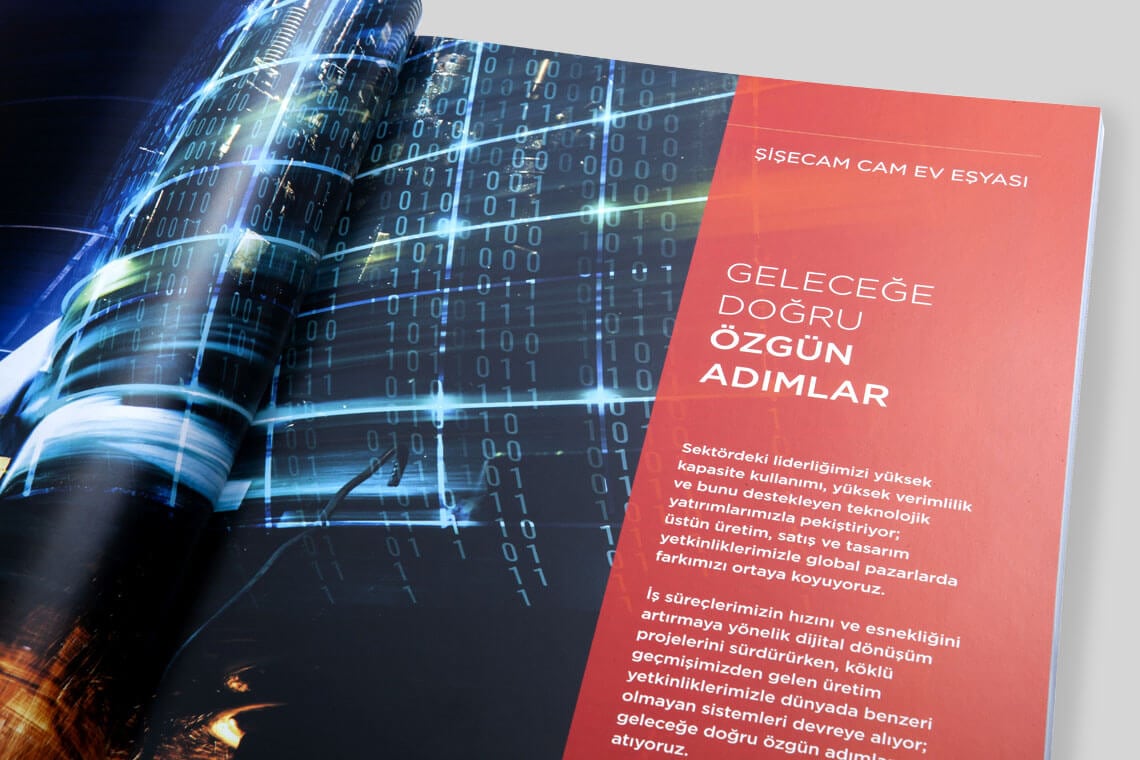 ŞİŞECAM CAM EV EŞYASI
GELECEĞE
DOĞRU
ÖZGÜN
ADIMLAR
Sektördeki liderliğimizi yüksek
kapasite kullanımı, yüksek verimlilik
ve bunu destekleyen teknolojik
yatırımlarımızla pekiştiriyor;
üstün üretim, satış ve tasarım
yetkinliklerimizle global pazarlarda
farkımızı ortaya koyuyoruz.
İş süreçlerimizin hızını ve esnekliğini
artırmaya yönelik dijital dönüşüm
projelerini sürdürürken, köklü
geçmişimizden gelen üretim
yetkinliklerimizle dünyada benzeri
olmayan sistemleri devreye alıyor;
geleceğe doğru özgün adımlar
atıyoruz.